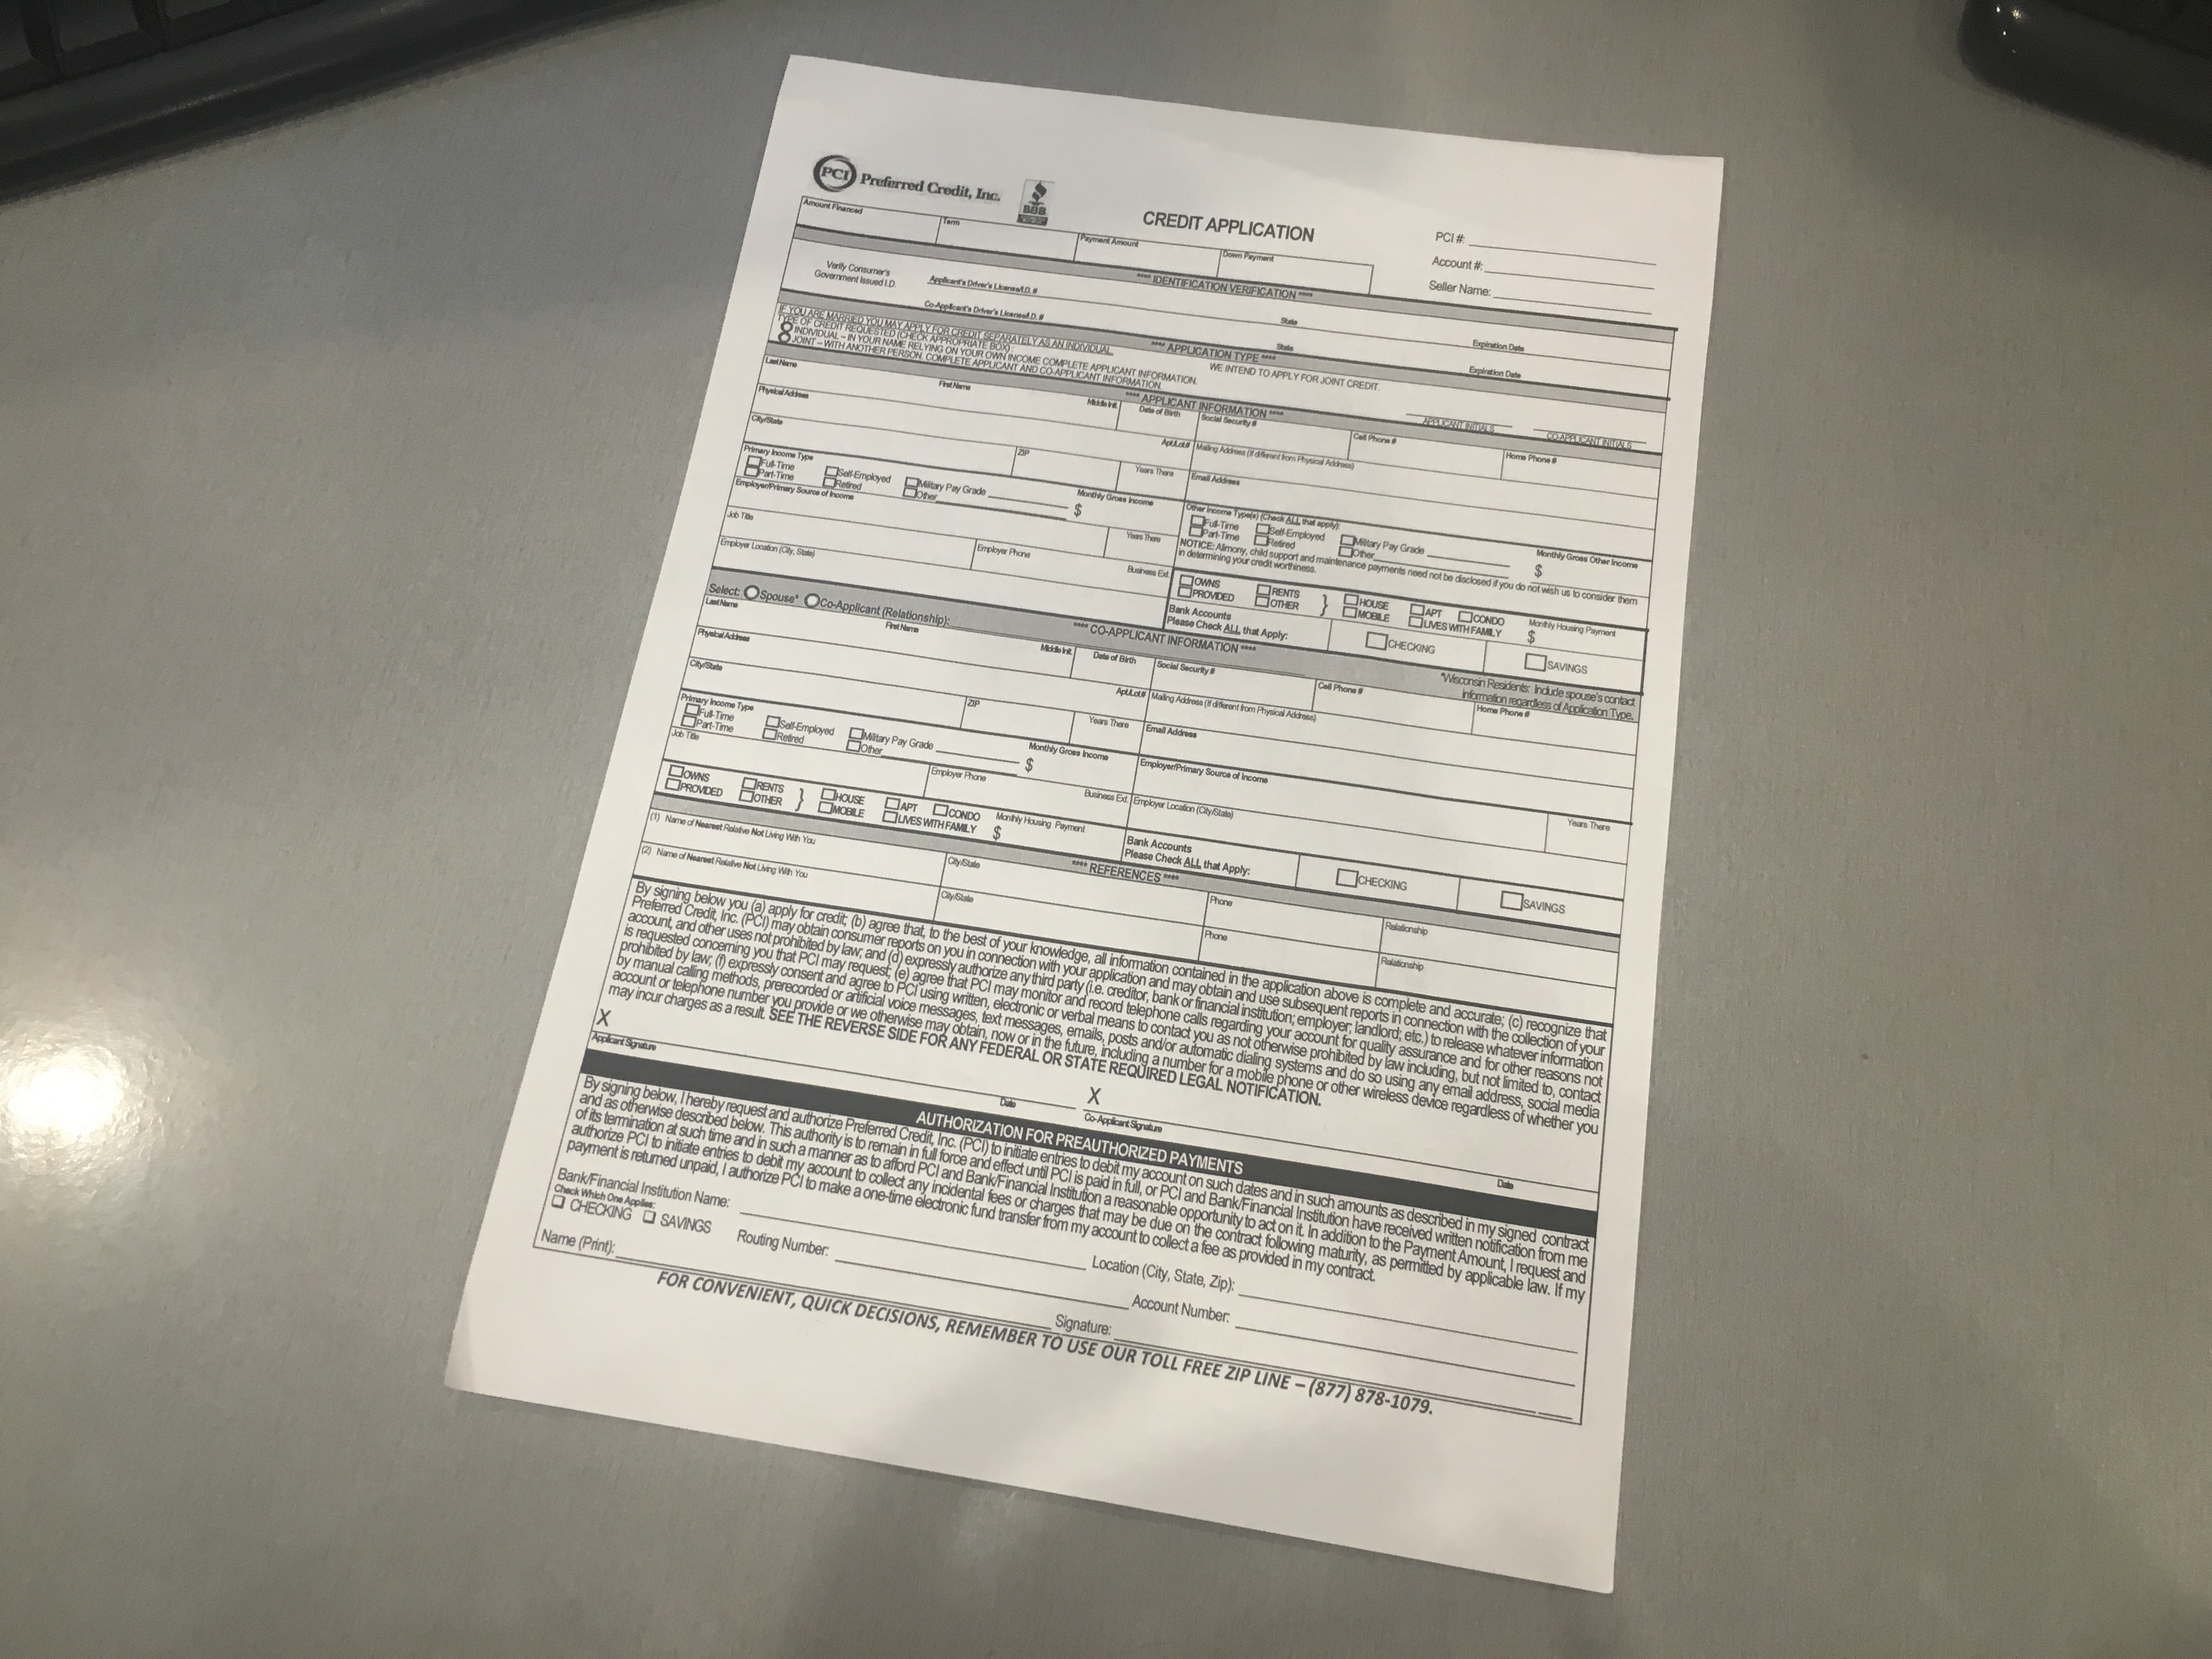 PCI Preferred Credit, Inc.
BBB
CREDIT APPLICATION
PCI #:
Account #:
Seller Name:
Amount Financed
Term
Payment Amount
Down Payment
**** IDENTIFICATION VERIFICATION ****
Verify Consumer's
Government Issued I.D.
Applicant's Driver's License/I.D. #
State
Expiration Date
Co-Applicant's Driver's License/I.D. #
State
Expiration Date
**** APPLICATION TYPE ****
IF YOU ARE MARRIED YOU MAY APPLY FOR CREDIT SEPARATELY AS AN INDIVIDUAL
TYPE OF CREDIT REQUESTED (CHECK APPROPRIATE BOX)
INDIVIDUAL – IN YOUR NAME RELYING ON YOUR OWN INCOME COMPLETE APPLICANT INFORMATION.
JOINT – WITH ANOTHER PERSON. COMPLETE APPLICANT AND CO-APPLICANT INFORMATION.
WE INTEND TO APPLY FOR JOINT CREDIT.
APPLICANT INITIALS
CO-APPLICANT INITIALS
**** APPLICANT INFORMATION ****
Last Name
First Name
Middle Init.
Date of Birth
Social Security #
Cell Phone #
Home Phone #
Physical Address
Apt/Lot#
Mailing Address (If different from Physical Address)
City/State
ZIP
Years There
Email Address
Primary Income Type
Full-Time
Part-Time
Self-Employed
Retired
Military Pay Grade
Other
Monthly Gross Income
$
Other Income Type(s) (Check ALL that apply):
Full-Time
Part-Time
Self-Employed
Retired
Military Pay Grade
Other
Monthly Gross Other Income
$
NOTICE: Alimony, child support and maintenance payments need not be disclosed if you do not wish us to consider them
in determining your credit worthiness.
Employer/Primary Source of Income
Years There
Job Title
Employer Phone
Business Ext.
Employer Location (City, State)
OWNS
PROVIDED
RENTS
OTHER
}
HOUSE
MOBILE
APT
CONDO
LIVES WITH FAMILY
Monthly Housing Payment
$
Bank Accounts
Please Check ALL that Apply:
CHECKING
SAVINGS
Select: Spouse* Co-Applicant (Relationship):
**** CO-APPLICANT INFORMATION ****
*Wisconsin Residents: Include spouse's contact
information regardless of Application Type.
Last Name
First Name
Middle Init.
Date of Birth
Social Security #
Cell Phone #
Home Phone #
Physical Address
Apt/Lot#
Mailing Address (If different from Physical Address)
City/State
ZIP
Years There
Email Address
Primary Income Type
Full-Time
Part-Time
Self-Employed
Retired
Military Pay Grade
Other
Monthly Gross Income
$
Employer/Primary Source of Income
Job Title
Employer Phone
Business Ext.
Employer Location (City/State)
Years There
OWNS
PROVIDED
RENTS
OTHER
}
HOUSE
MOBILE
APT
CONDO
LIVES WITH FAMILY
Monthly Housing Payment
$
Bank Accounts
Please Check ALL that Apply:
CHECKING
SAVINGS
**** REFERENCES ****
(1) Name of Nearest Relative Not Living With You
City/State
Phone
Relationship
(2) Name of Nearest Relative Not Living With You
City/State
Phone
Relationship
By signing below you (a) apply for credit; (b) agree that, to the best of your knowledge, all information contained in the application above is complete and accurate; (c) recognize that
Preferred Credit, Inc. (PCI) may obtain consumer reports on you in connection with your application and may obtain and use subsequent reports in connection with the collection of your
account, and other uses not prohibited by law; and (d) expressly authorize any third party (i.e. creditor, bank or financial institution; employer; landlord; etc.) to release whatever information
is requested concerning you that PCI may request; (e) agree that PCI may monitor and record telephone calls regarding your account for quality assurance and for other reasons not
prohibited by law; (f) expressly consent and agree to PCI using written, electronic or verbal means to contact you as not otherwise prohibited by law including, but not limited to, contact
by manual calling methods, prerecorded or artificial voice messages, text messages, emails, posts and/or automatic dialing systems and do so using any email address, social media
account or telephone number you provide or we otherwise may obtain, now or in the future, including a number for a mobile phone or other wireless device regardless of whether you
may incur charges as a result. SEE THE REVERSE SIDE FOR ANY FEDERAL OR STATE REQUIRED LEGAL NOTIFICATION.
X
Applicant Signature
Date
X
Co-Applicant Signature
Date
AUTHORIZATION FOR PREAUTHORIZED PAYMENTS
By signing below, I hereby request and authorize Preferred Credit, Inc. (PCI) to initiate entries to debit my account on such dates and in such amounts as described in my signed contract
and as otherwise described below. This authority is to remain in full force and effect until PCI is paid in full, or PCI and Bank/Financial Institution have received written notification from me
of its termination at such time and in such a manner as to afford PCI and Bank/Financial Institution a reasonable opportunity to act on it. In addition to the Payment Amount, I request and
authorize PCI to initiate entries to debit my account to collect any incidental fees or charges that may be due on the contract following maturity, as permitted by applicable law. If my
payment is returned unpaid, I authorize PCI to make a one-time electronic fund transfer from my account to collect a fee as provided in my contract.
Bank/Financial Institution Name:
Location (City, State, Zip):
Check Which One Applies:
CHECKING SAVINGS
Routing Number:
Account Number:
Name (Print):
Signature:
FOR CONVENIENT, QUICK DECISIONS, REMEMBER TO USE OUR TOLL FREE ZIP LINE – (877) 878-1079.